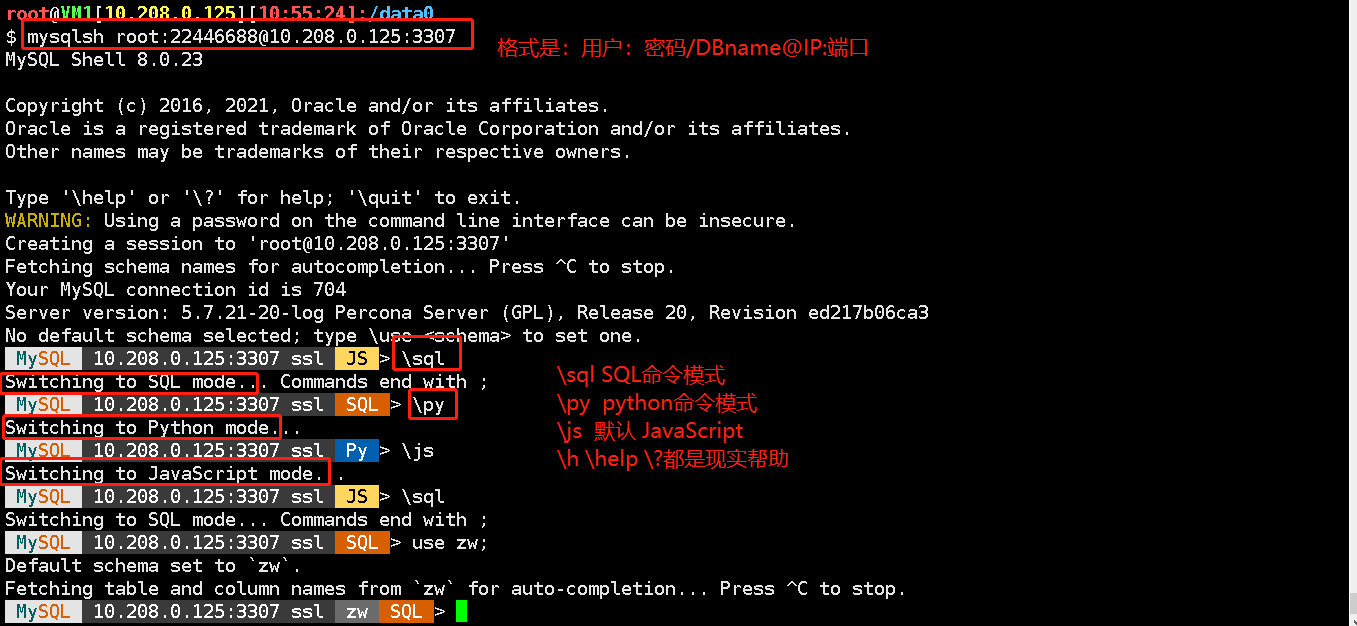 root@VM1[10.208.0.125][10:55:24]:/data0
$ mysqlsh root:22446688@10.208.0.125:3307
格式是：用户：密码/DBname@IP:端口
MySQL Shell 8.0.23
Copyright (c) 2016, 2021, Oracle and/or its affiliates.
Oracle is a registered trademark of Oracle Corporation and/or its affiliates.
Other names may be trademarks of their respective owners.
Type '\help' or '\?' for help; '\quit' to exit.
WARNING: Using a password on the command line interface can be insecure.
Creating a session to 'root@10.208.0.125:3307'
Fetching schema names for autocompletion... Press ^C to stop.
Your MySQL connection id is 704
Server version: 5.7.21-20-log Percona Server (GPL), Release 20, Revision ed217b06ca3
No default schema selected; type \use <schema> to set one.
MySQL 10.208.0.125:3307 ssl JS > \sql
Switching to SQL mode... Commands end with ;
MySQL 10.208.0.125:3307 ssl SQL > \py
Switching to Python mode...
MySQL 10.208.0.125:3307 ssl Py > \js
Switching to JavaScript mode...
MySQL 10.208.0.125:3307 ssl JS > \sql
Switching to SQL mode... Commands end with ;
MySQL 10.208.0.125:3307 ssl SQL > use zw;
Default schema set to `zw`.
Fetching table and column names from `zw` for auto-completion... Press ^C to stop.
MySQL 10.208.0.125:3307 ssl zw SQL >
\sql SQL命令模式
\py python命令模式
\js 默认 JavaScript
\h \help \?都是现实帮助